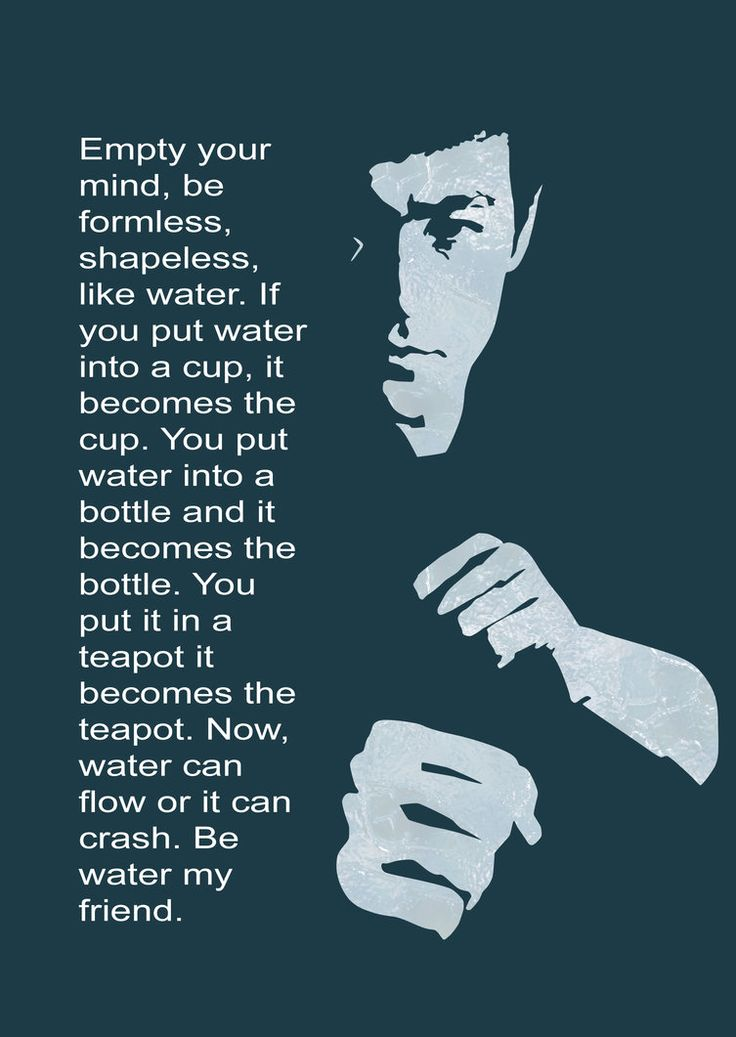 Empty your
mind, be
formless,
shapeless,
like water. If
you put water
into a cup, it
becomes the
cup. You put
water into a
bottle and it
becomes the
bottle. You
put it in a
teapot it
becomes the
teapot. Now,
water can
flow or it can
crash. Be
water my
friend.